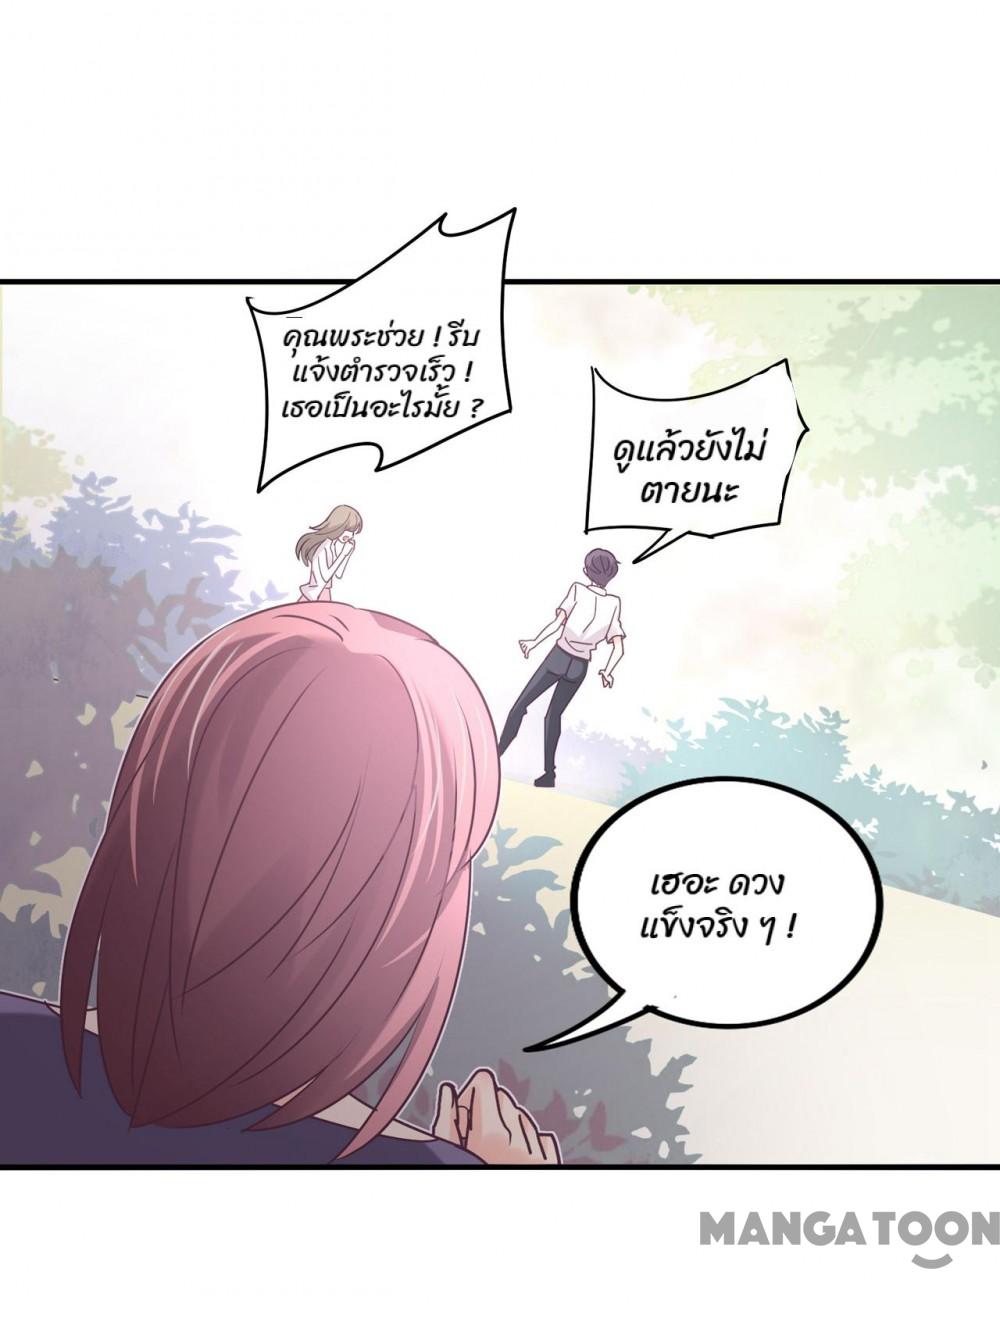 คุณพระช่วย ! รีบ
แจ้งตำรวจเร็ว !
เธอเป็นอะไรมั้ย ?
ดูแล้วยังไม่
ตายนะ
เฮอะ ดวง
แข็งจริง ๆ !
MANGATOON